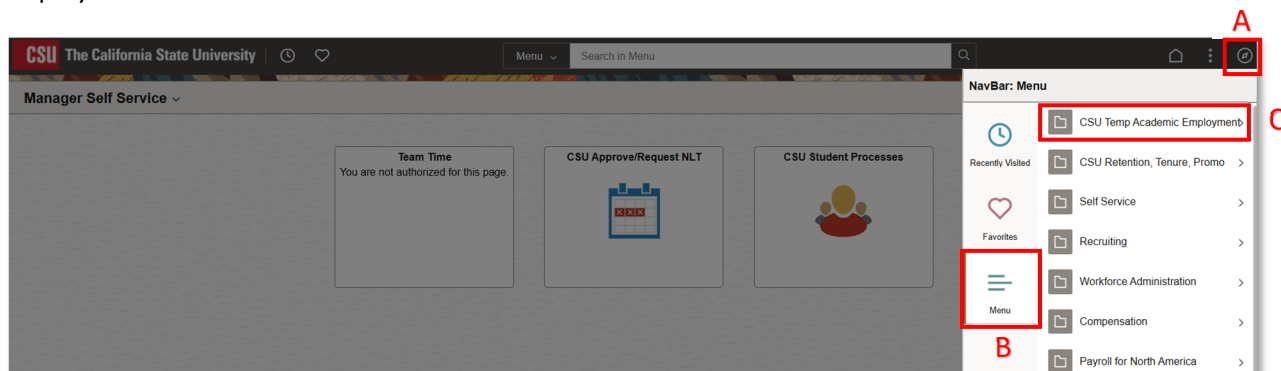 A
CSU The California State University
Menu
Search in Menu
Manager Self Service
NavBar: Menu
CSU Temp Academic Employment
C
Recently Visited
CSU Retention, Tenure, Promo
Team Time
You are not authorized for this page.
CSU Approve/Request NLT
CSU Student Processes
XXX
Self Service
Favorites
Recruiting
Menu
Workforce Administration
Compensation
B
Payroll for North America